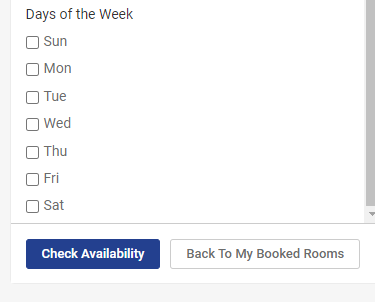 Days of the Week
Sun
Mon
Tue
Wed
Thu
Fri
Sat
Check Availability Back To My Booked Rooms